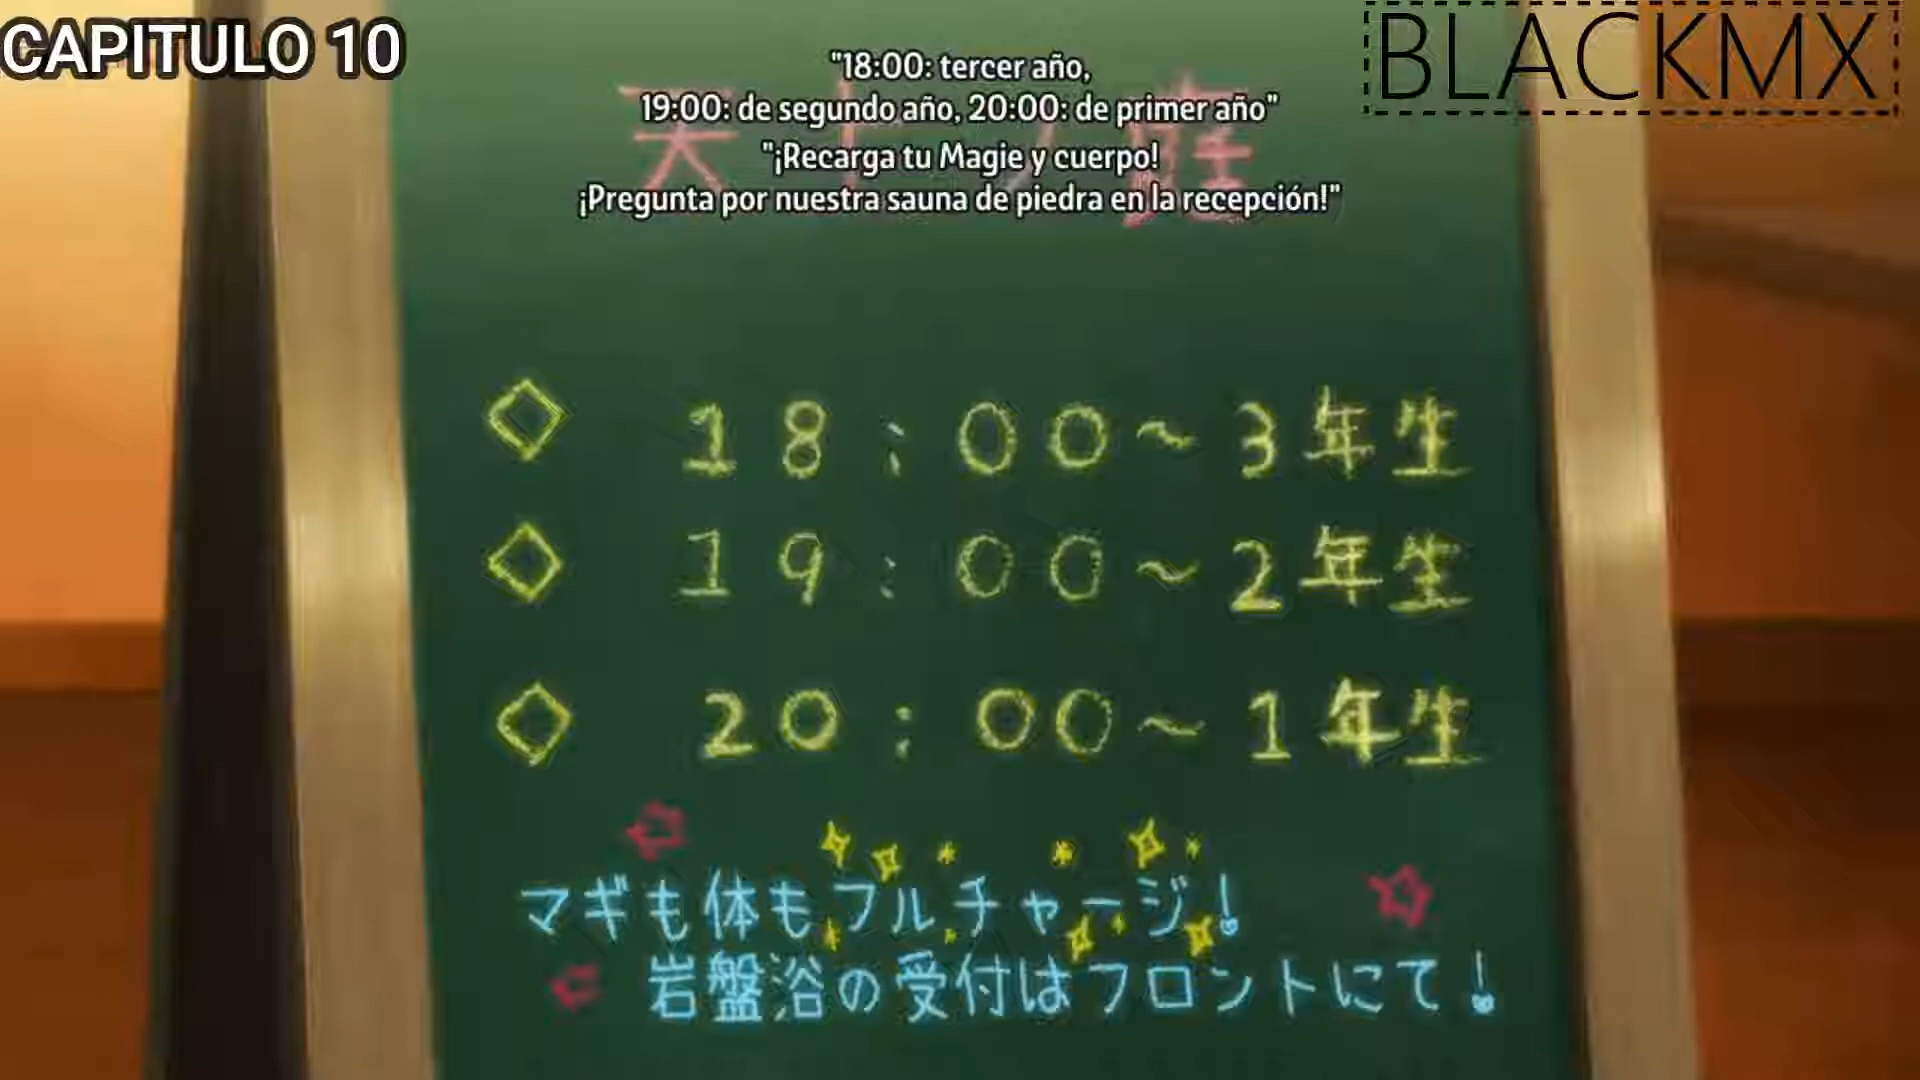 CAPITULO 10
BLACKMX
"18:00: tercer año,
19:00: de segundo año, 20:00: de primer año"
"¡Recarga tu Magie y cuerpo!
¡Pregunta por nuestra sauna de piedra en la recepción!"
◇ 18:00~3年生
◇ 19:00~2年生
◇ 20:00~1年生
マギも体もフルチャージ!
岩盤浴の受付はフロントにて!